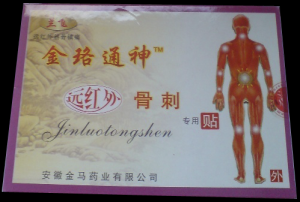 金珞通神™
远红外 骨刺
专用 贴
Jinluotongshen
安徽金马药业有限公司
外